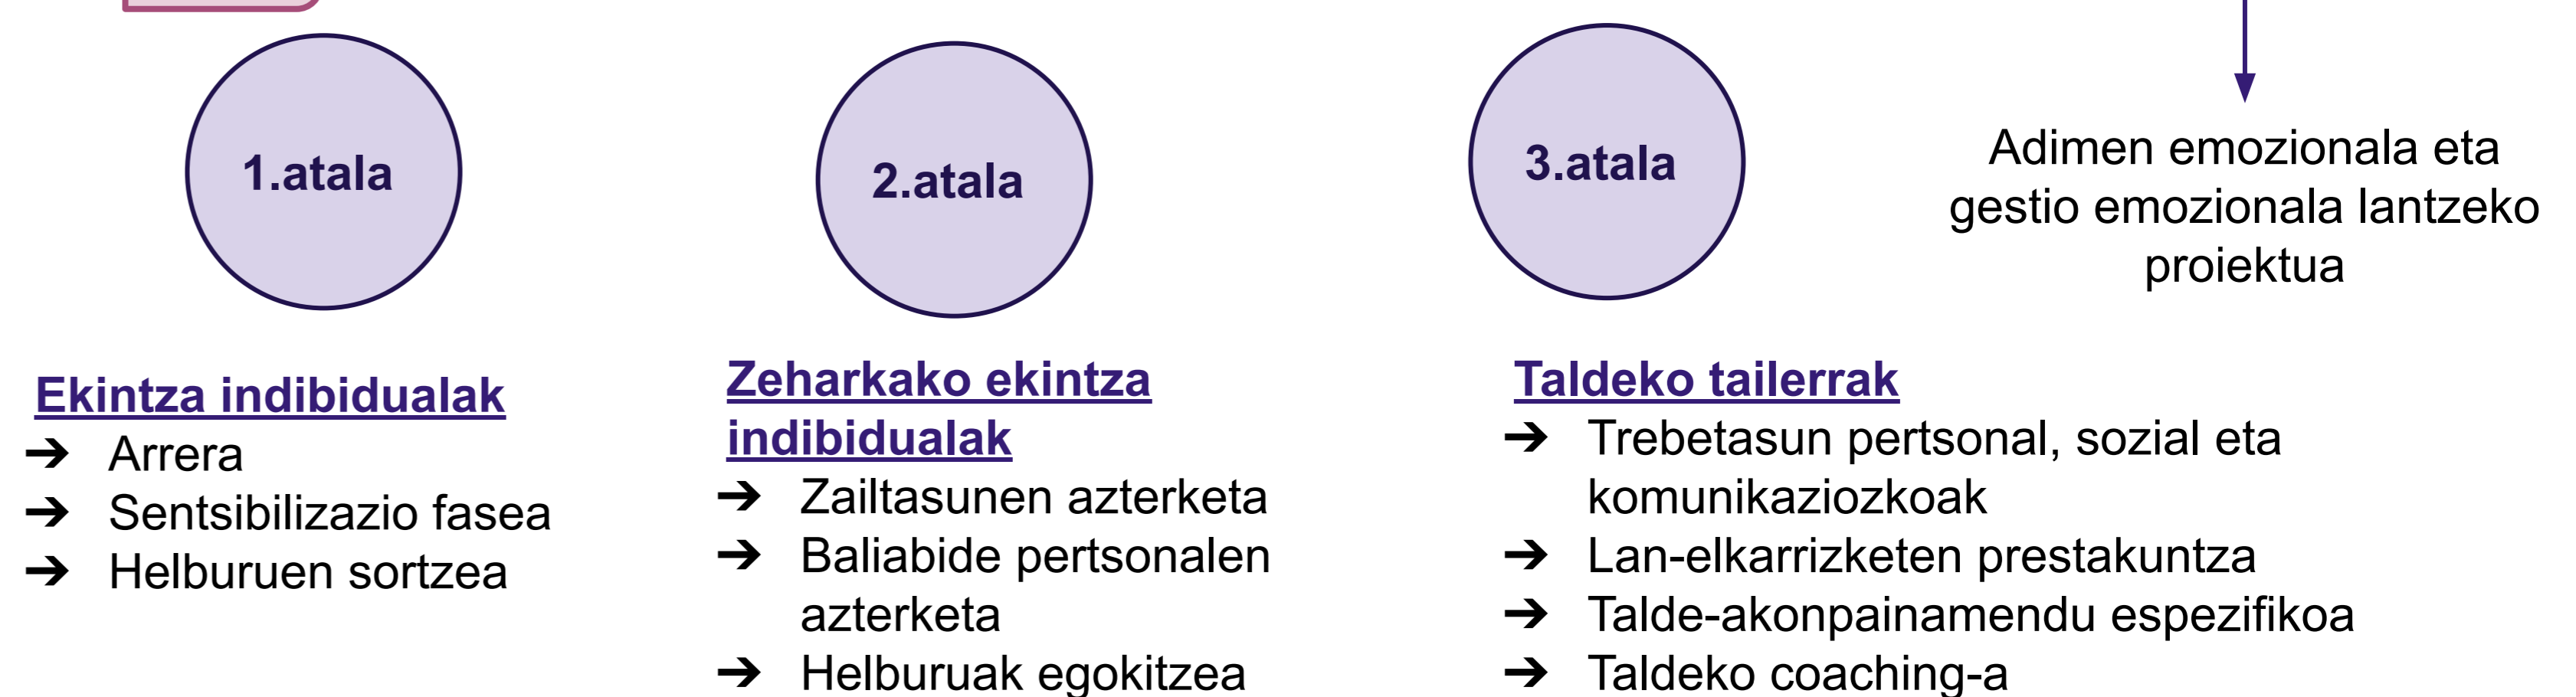 1.atala
Ekintza indibidualak
Arrera
Sentsibilizazio fasea
Helburuen sortzea
2.atala
Zeharkako ekintza
indibidualak
Zailtasunen azterketa
Baliabide pertsonalen
azterketa
Helburuak egokitzea
3.atala
Taldeko tailerrak
Trebetasun pertsonal, sozial eta
komunikaziozkoak
Lan-elkarrizketen prestakuntza
Talde-akonpainamendu espezifikoa
Taldeko coaching-a
Adimen emozionala eta
gestio emozionala lantzeko
proiektua